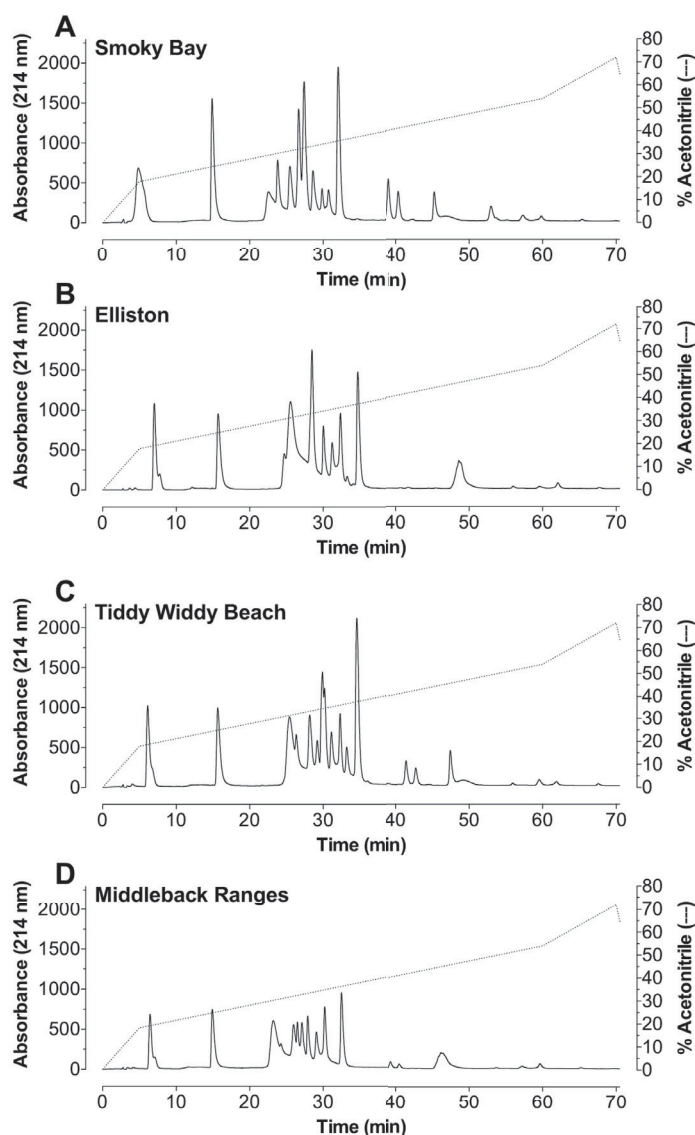 A
Smoky Bay
Absorbance (214 nm)
2000
1500
1000
500
0
80
70
60
50
40
30
20
10
0
% Acetonitrile (---)
0 10 20 30 40 50 60 70
Time (min)
B
Elliston
Absorbance (214 nm)
2000
1500
1000
500
0
80
70
60
50
40
30
20
10
0
% Acetonitrile (---)
0 10 20 30 40 50 60 70
Time (min)
C
Tiddy Widdy Beach
Absorbance (214 nm)
2000
1500
1000
500
0
80
70
60
50
40
30
20
10
0
% Acetonitrile (---)
0 10 20 30 40 50 60 70
Time (min)
D
Middleback Ranges
Absorbance (214 nm)
2000
1500
1000
500
0
80
70
60
50
40
30
20
10
0
% Acetonitrile (---)
0 10 20 30 40 50 60 70
Time (min)